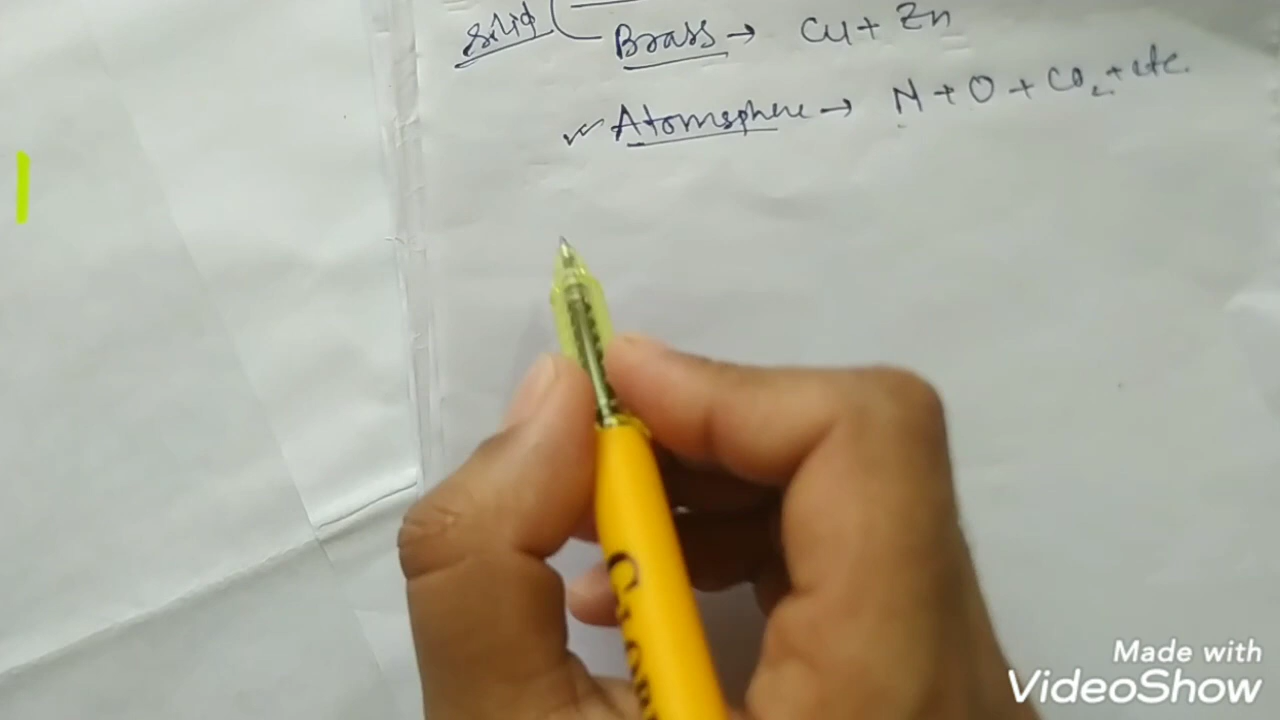 Solid
Brass → Cu + Zn
Atomsphere → N + O + CO₂ + etc.
Made with
VideoShow